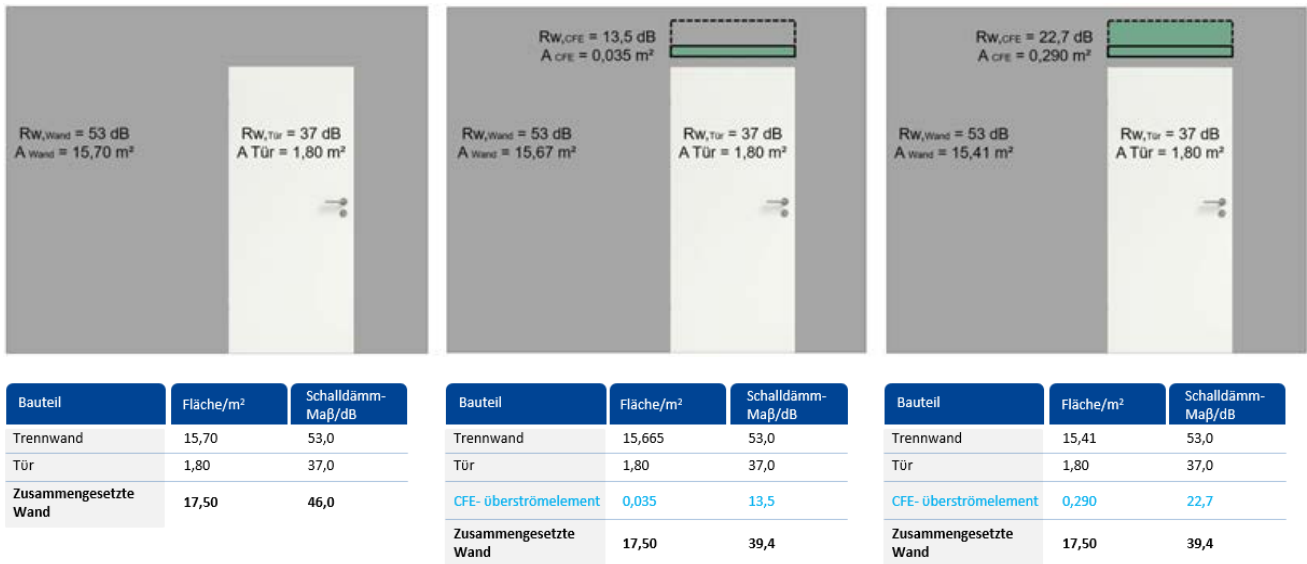 Rw,Wand = 53 dB
A Wand = 15,70 m²
Rw,Tür = 37 dB
A Tür = 1,80 m²
Rw,CFE = 13,5 dB
A CFE = 0,035 m²
Rw,Wand = 53 dB
A Wand = 15,67 m²
Rw,Tür = 37 dB
A Tür = 1,80 m²
Rw,CFE = 22,7 dB
A CFE = 0,290 m²
Rw,Wand = 53 dB
A Wand = 15,41 m²
Rw,Tür = 37 dB
A Tür = 1,80 m²
Bauteil Fläche/m² Schalldämm-
Maβ/dB
Trennwand 15,70 53,0
Tür 1,80 37,0
Zusammengesetzte
Wand 17,50 46,0
Bauteil Fläche/m² Schalldämm-
Maβ/dB
Trennwand 15,665 53,0
Tür 1,80 37,0
CFE- überströmelement 0,035 13,5
Zusammengesetzte
Wand 17,50 39,4
Bauteil Fläche/m² Schalldämm-
Maβ/dB
Trennwand 15,41 53,0
Tür 1,80 37,0
CFE- überströmelement 0,290 22,7
Zusammengesetzte
Wand 17,50 39,4